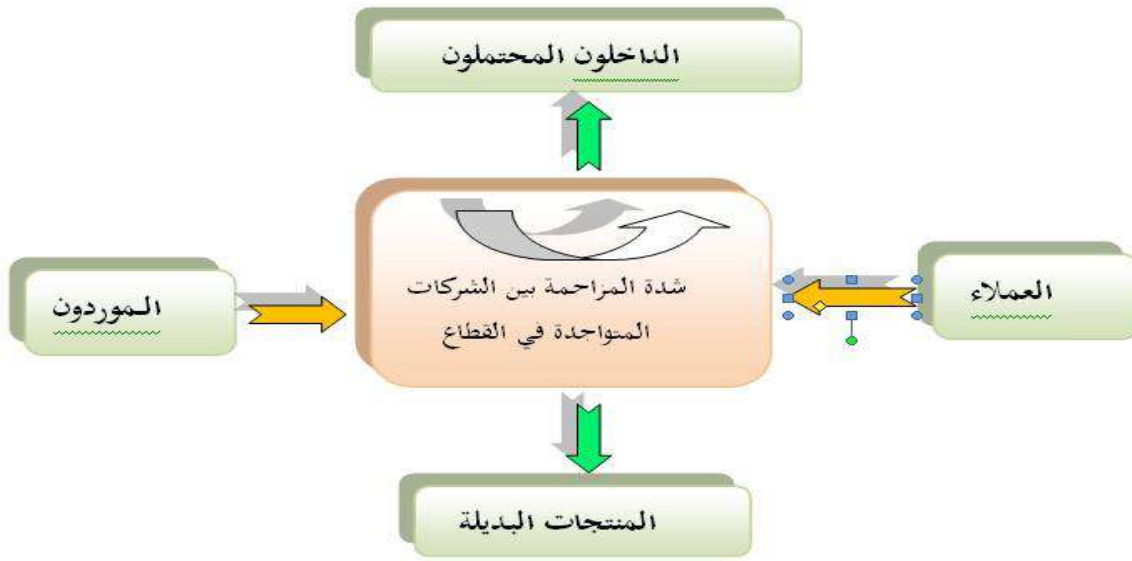 الداخلون المحتملون
العملاء
شدة المزاحمة بين الشركات
المتواجدة في القطاع
الموردون
المنتجات البديلة